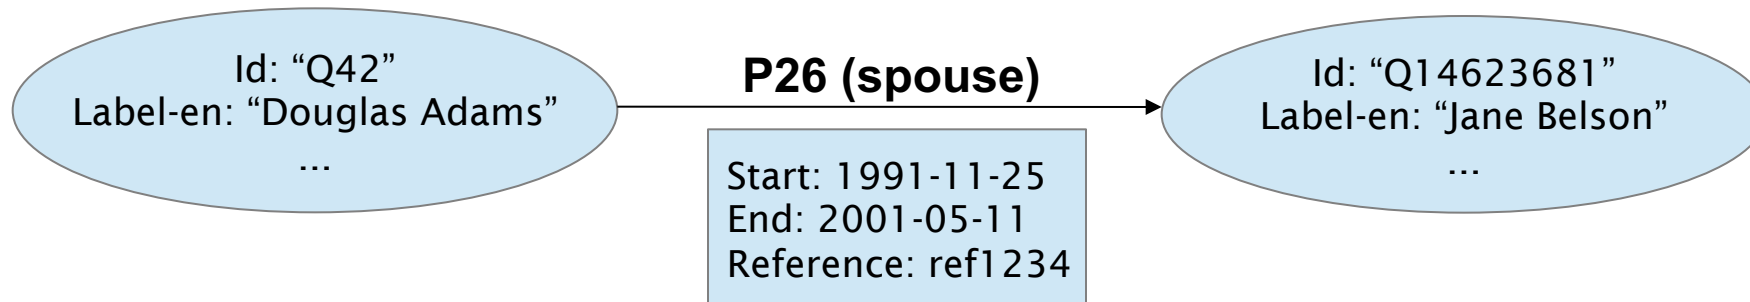 Id: “Q42”
Label-en: “Douglas Adams”
...
P26 (spouse)
Start: 1991-11-25
End: 2001-05-11
Reference: ref1234
Id: “Q14623681”
Label-en: “Jane Belson”
...